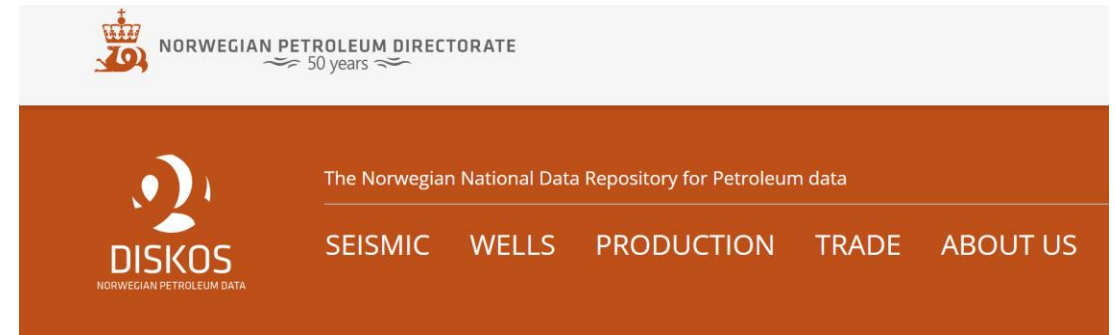 NORWEGIAN PETROLEUM DIRECTORATE
50 years
The Norwegian National Data Repository for Petroleum data
SEISMIC WELLS PRODUCTION TRADE ABOUT US
DISKOS
NORWEGIAN PETROLEUM DATA